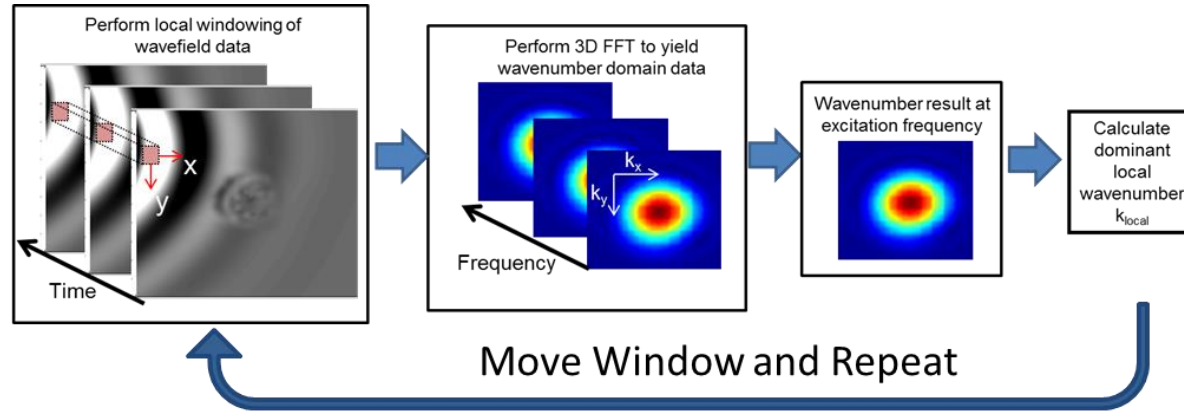 Perform local windowing of
wavefield data
x
y
Time
Perform 3D FFT to yield
wavenumber domain data
kx
ky
Frequency
Wavenumber result at
excitation frequency
Calculate
dominant
local
wavenumber
klocal
Move Window and Repeat